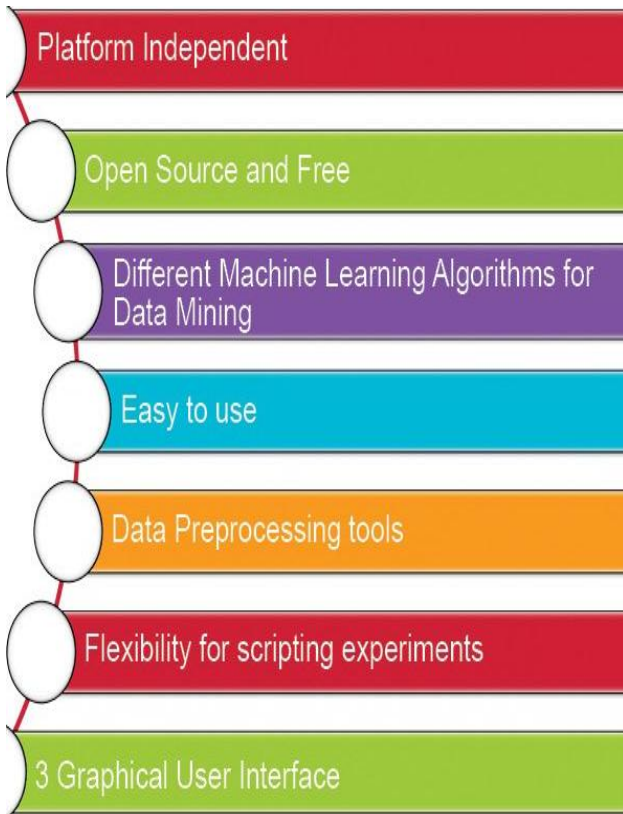 Platform Independent
Open Source and Free
Different Machine Learning Algorithms for
Data Mining
Easy to use
Data Preprocessing tools
Flexibility for scripting experiments
3 Graphical User Interface